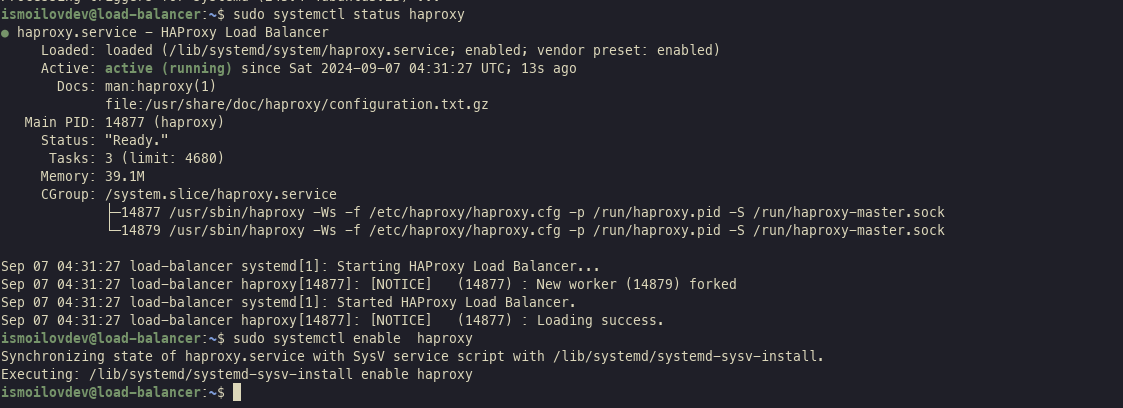 ismoilovdev@load-balancer:~$ sudo systemctl status haproxy
● haproxy.service – HAProxy Load Balancer
Loaded: loaded (/lib/systemd/system/haproxy.service; enabled; vendor preset: enabled)
Active: active (running) since Sat 2024-09-07 04:31:27 UTC; 13s ago
Docs: man:haproxy(1)
file:/usr/share/doc/haproxy/configuration.txt.gz
Main PID: 14877 (haproxy)
Status: "Ready."
Tasks: 3 (limit: 4680)
Memory: 39.1M
CGroup: /system.slice/haproxy.service
├─14877 /usr/sbin/haproxy -Ws -f /etc/haproxy/haproxy.cfg -p /run/haproxy.pid -S /run/haproxy-master.sock
└─14879 /usr/sbin/haproxy -Ws -f /etc/haproxy/haproxy.cfg -p /run/haproxy.pid -S /run/haproxy-master.sock
Sep 07 04:31:27 load-balancer systemd[1]: Starting HAProxy Load Balancer...
Sep 07 04:31:27 load-balancer haproxy[14877]: [NOTICE]   (14877) : New worker (14879) forked
Sep 07 04:31:27 load-balancer systemd[1]: Started HAProxy Load Balancer.
Sep 07 04:31:27 load-balancer haproxy[14877]: [NOTICE]   (14877) : Loading success.
ismoilovdev@load-balancer:~$ sudo systemctl enable  haproxy
Synchronizing state of haproxy.service with SysV service script with /lib/systemd/systemd-sysv-install.
Executing: /lib/systemd/systemd-sysv-install enable haproxy
ismoilovdev@load-balancer:~$